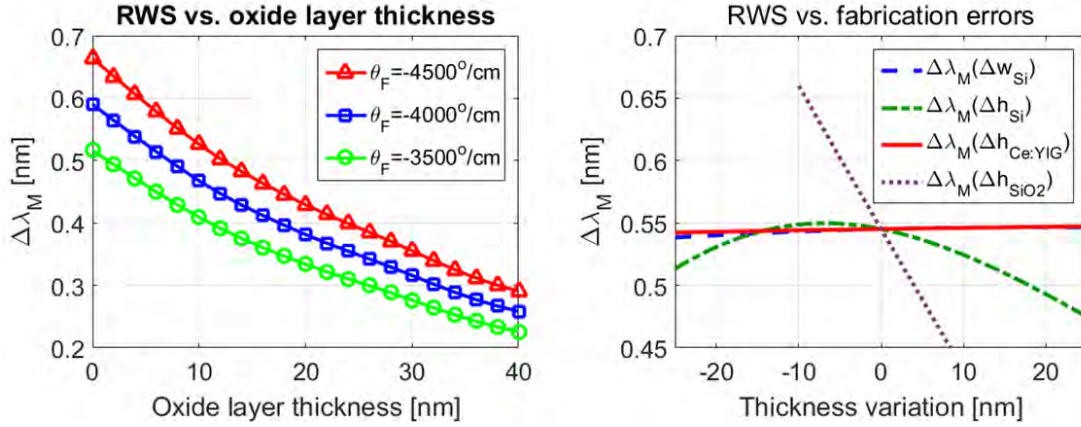 RWS vs. oxide layer thickness
0.7
0.6
0.5
0.4
0.3
0.2
Δλ_M [nm]
θ_F=-4500°/cm
θ_F=-4000°/cm
θ_F=-3500°/cm
0 10 20 30 40
Oxide layer thickness [nm]
RWS vs. fabrication errors
0.7
0.65
0.6
0.55
0.5
0.45
Δλ_M [nm]
Δλ_M(Δw_Si)
Δλ_M(Δh_Si)
Δλ_M(Δh_Ce:YIG)
Δλ_M(Δh_SiO2)
-20 -10 0 10 20
Thickness variation [nm]